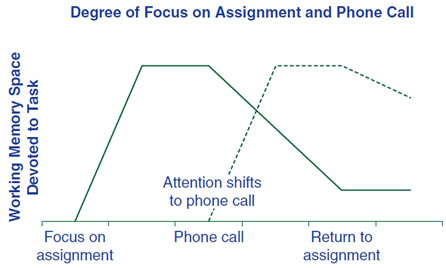 Degree of Focus on Assignment and Phone Call
Working Memory Space
Devoted to Task
Attention shifts
to phone call
Focus on
assignment
Phone call
Return to
assignment